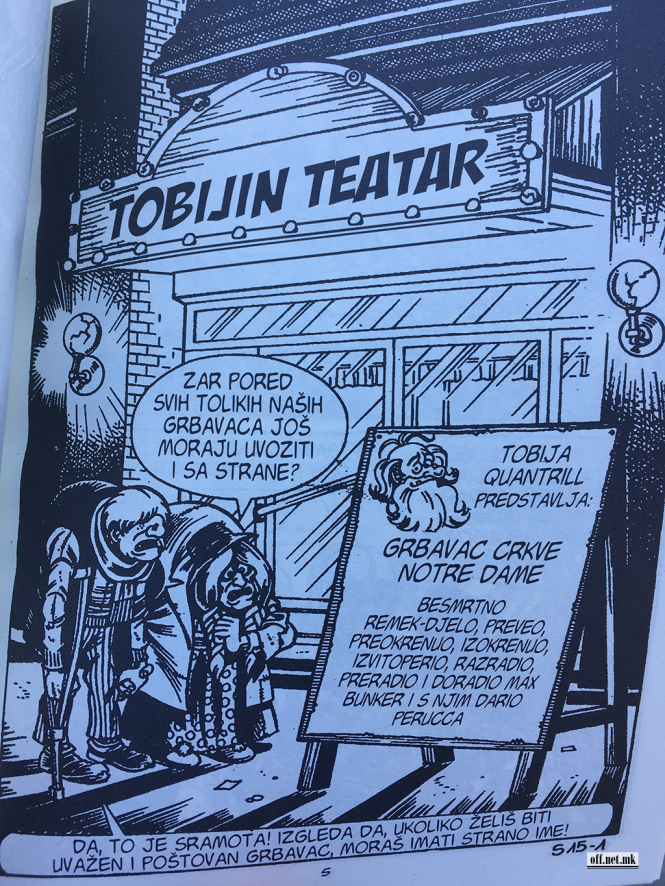 TOBIJIN TEATAR
ZAR PORED
SVIH TOLIKIH NAŠIH
GRBAVACA JOŠ
MORAJU UVOZITI
I SA STRANE?
TOBIJA
QUANTRILL
PREDSTAVLJA:
GRBAVAC CRKVE
NOTRE DAME
BESMRTNO
REMEK-DJELO, PREVEO,
PREOKRENUO, IZOKRENUO,
IZVITOPERIO, RAZRADIO,
PRERADIO I DORADIO MAX
BUNKER I S NJIM DARIO
PERUCCA
DA, TO JE SRAMOTA! IZGLEDA DA, UKOLIKO ŽELIŠ BITI
UVAŽEN I POŠTOVAN GRBAVAC, MORAŠ IMATI STRANO IME!
S15-1
5
off.net.mk